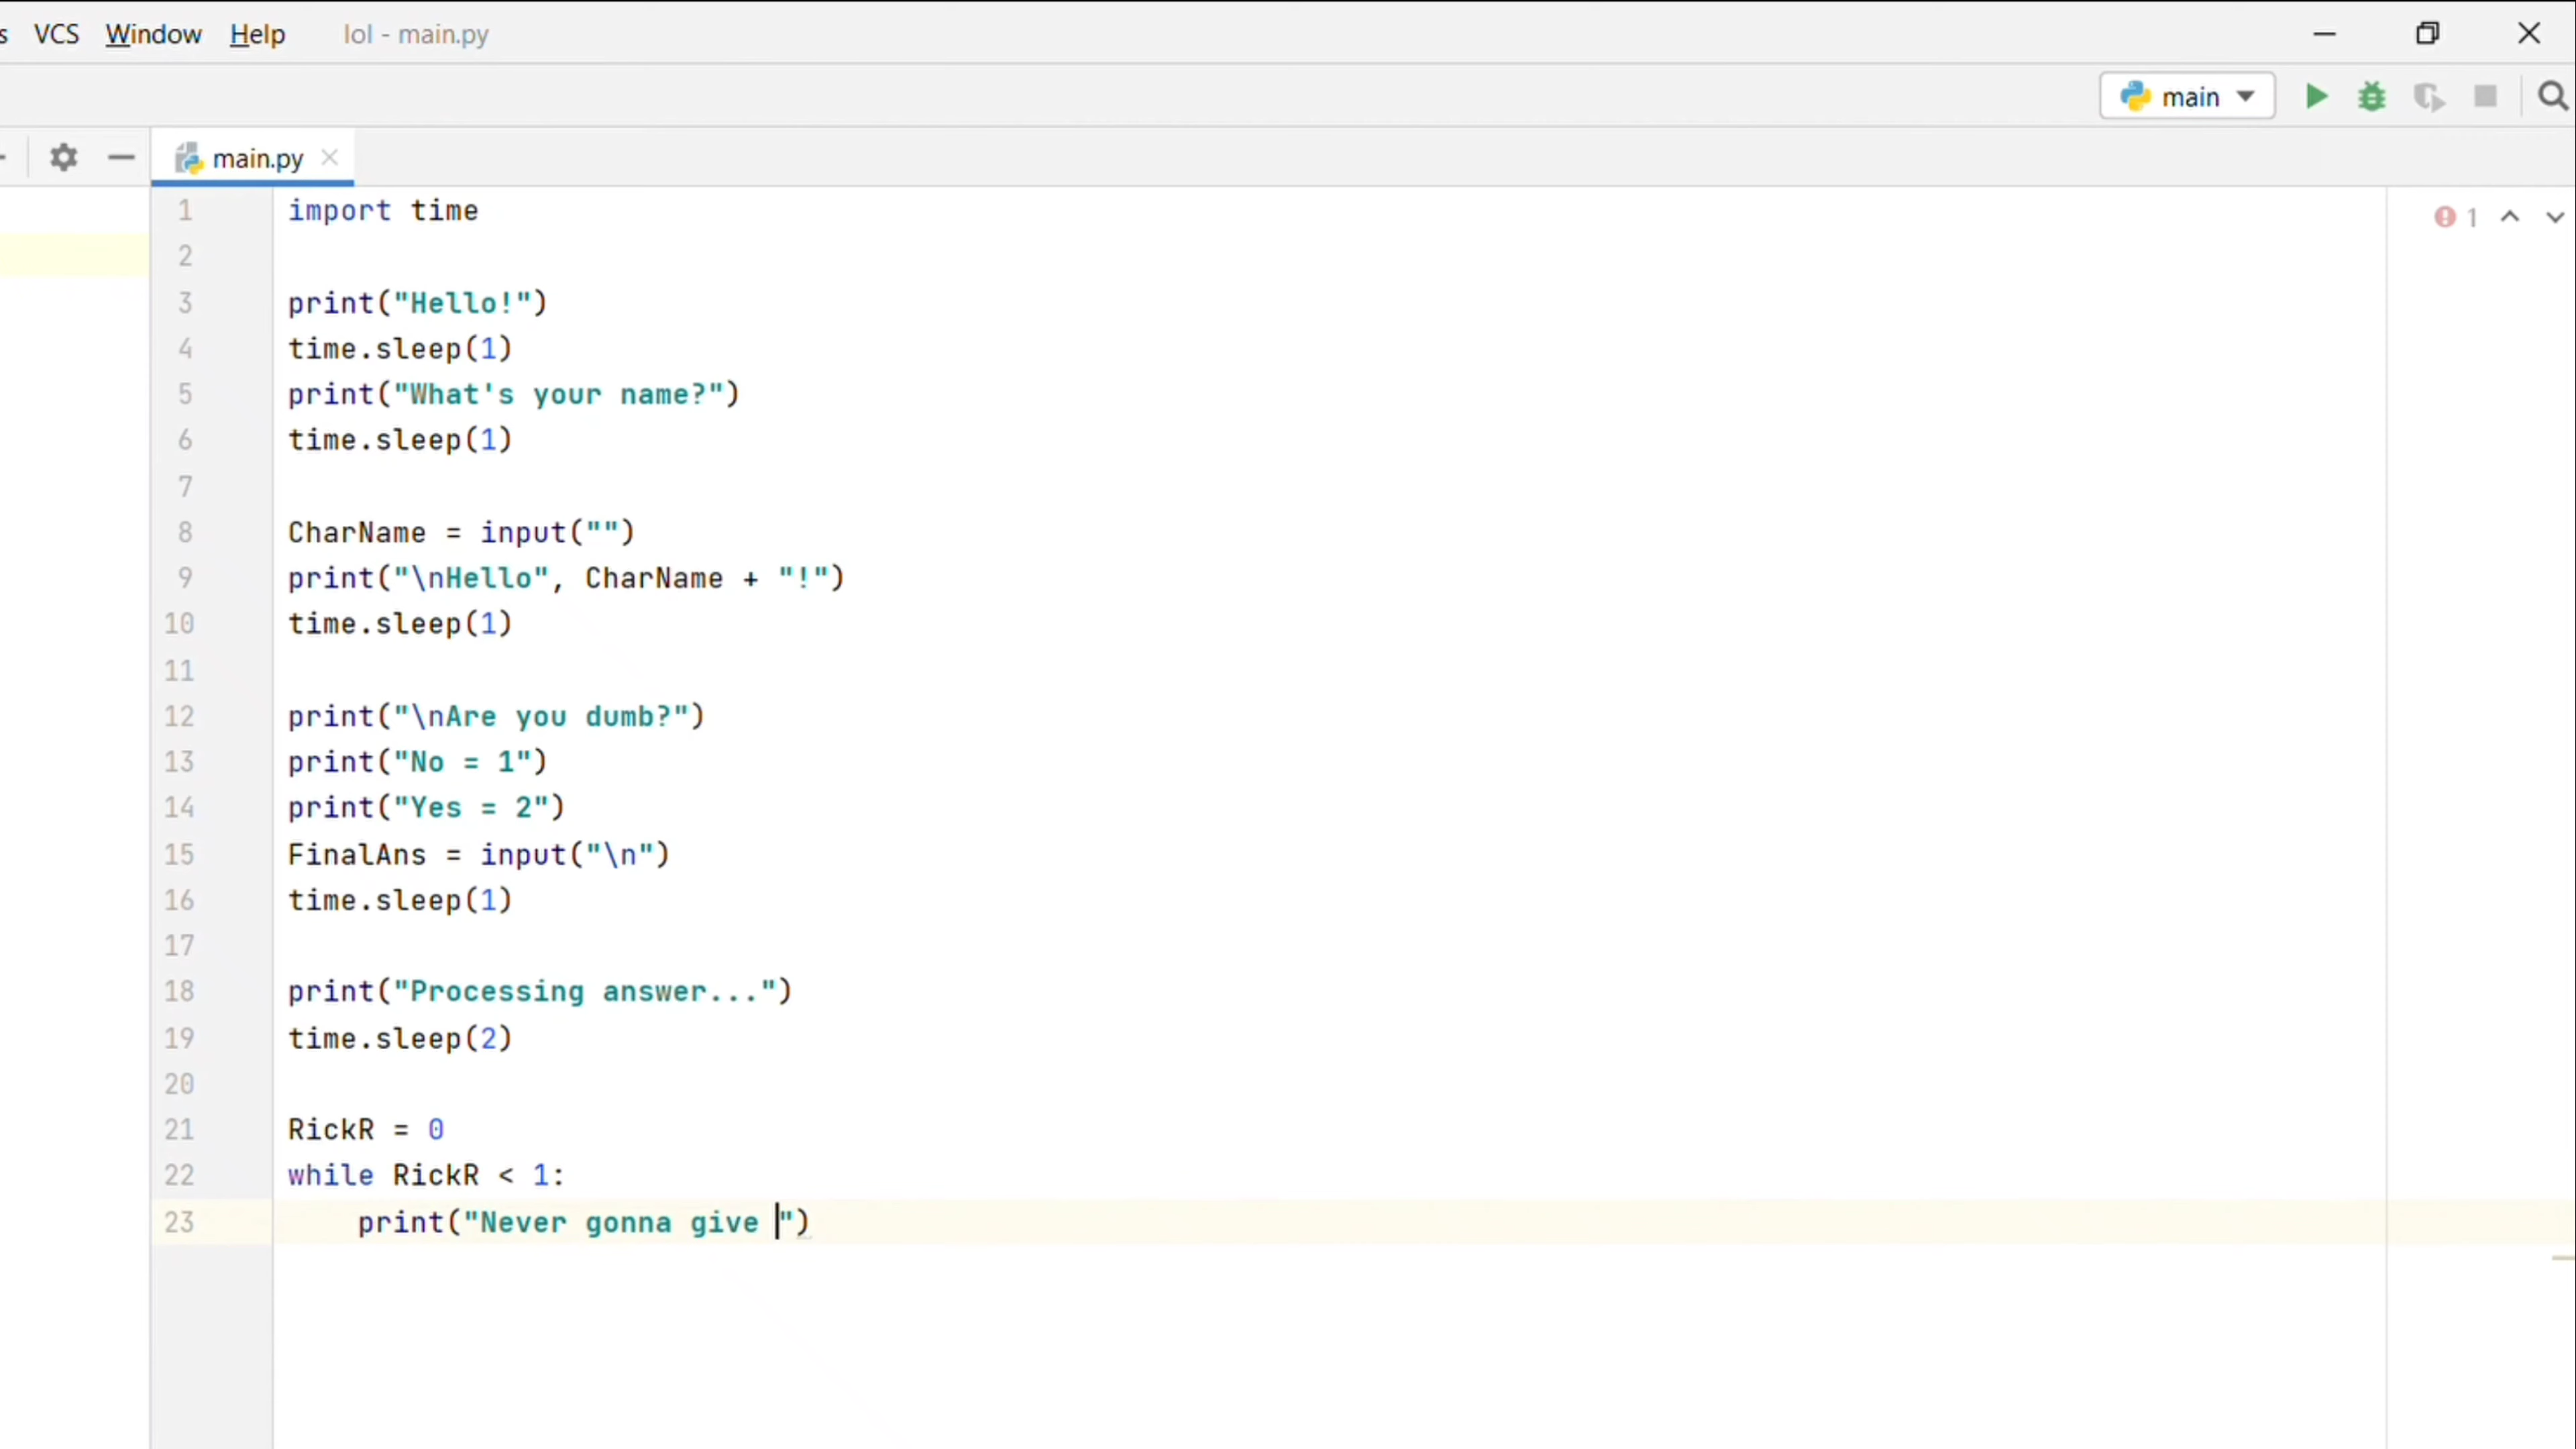 VCS Window Help lol - main.py
main
main.py
1 import time
2
3 print("Hello!")
4 time.sleep(1)
5 print("What's your name?")
6 time.sleep(1)
7
8 CharName = input("")
9 print("\nHello", CharName + "!")
10 time.sleep(1)
11
12 print("\nAre you dumb?")
13 print("No = 1")
14 print("Yes = 2")
15 FinalAns = input("\n")
16 time.sleep(1)
17
18 print("Processing answer...")
19 time.sleep(2)
20
21 RickR = 0
22 while RickR < 1:
23     print("Never gonna give ")
1